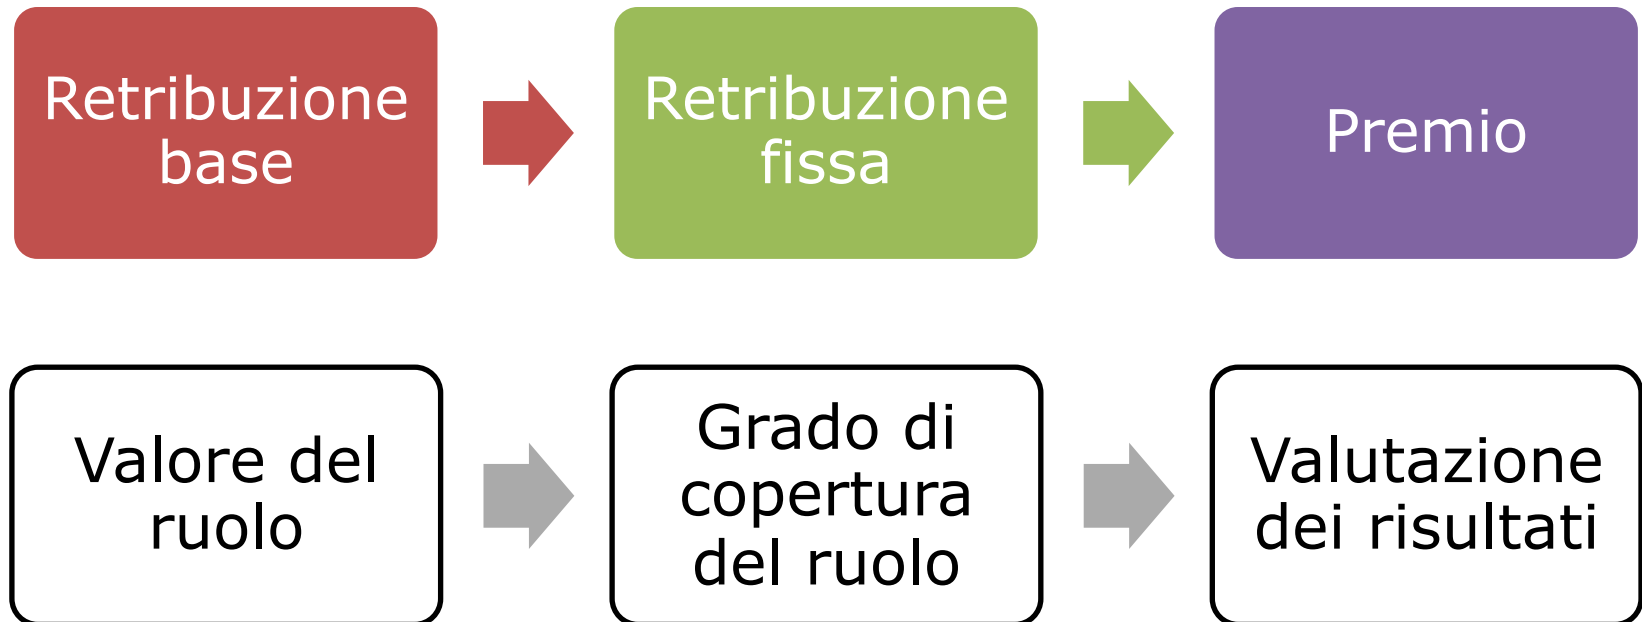 Retribuzione
base
Retribuzione
fissa
Premio
Valore del
ruolo
Grado di
copertura
del ruolo
Valutazione
dei risultati